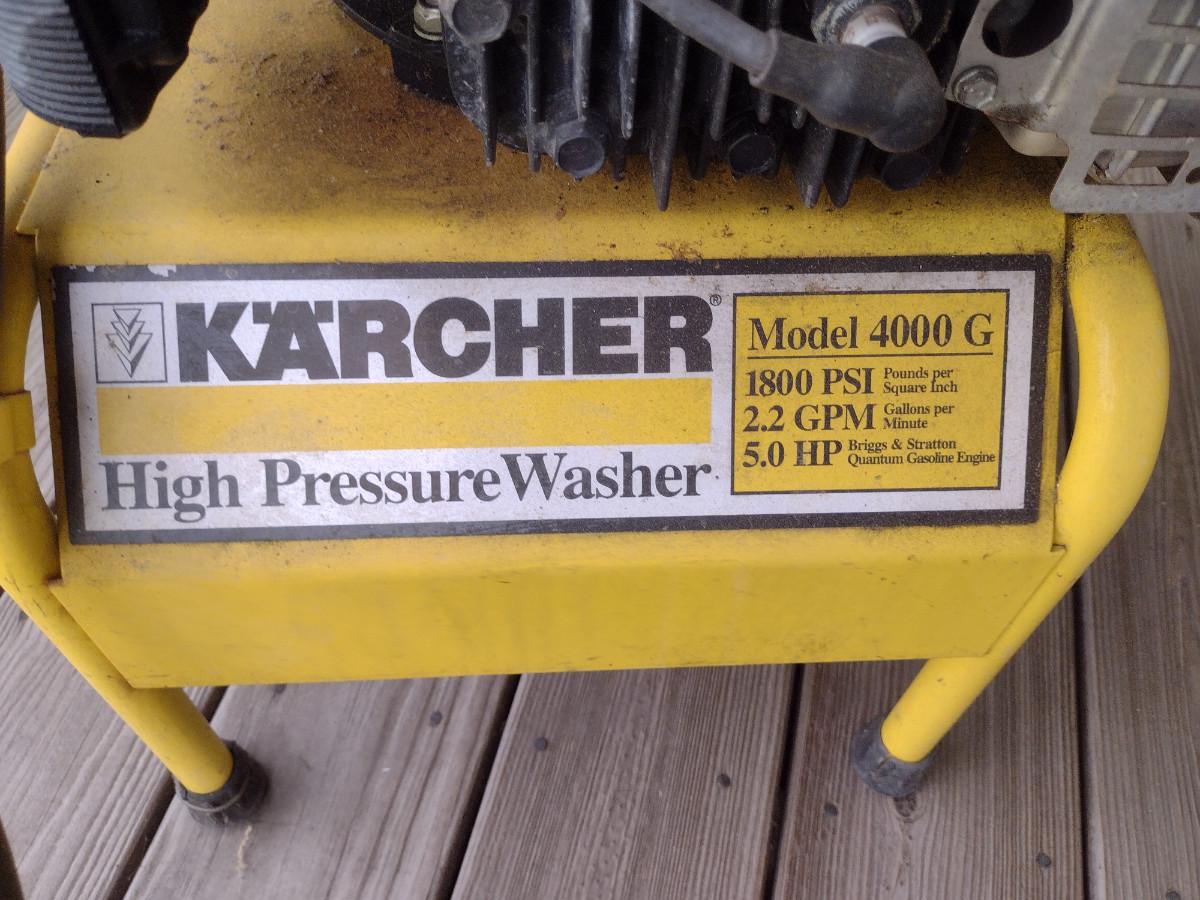 KÄRCHER®
High Pressure Washer
Model 4000 G
1800 PSI Pounds per Square Inch
2.2 GPM Gallons per Minute
5.0 HP Briggs & Stratton Quantum Gasoline Engine